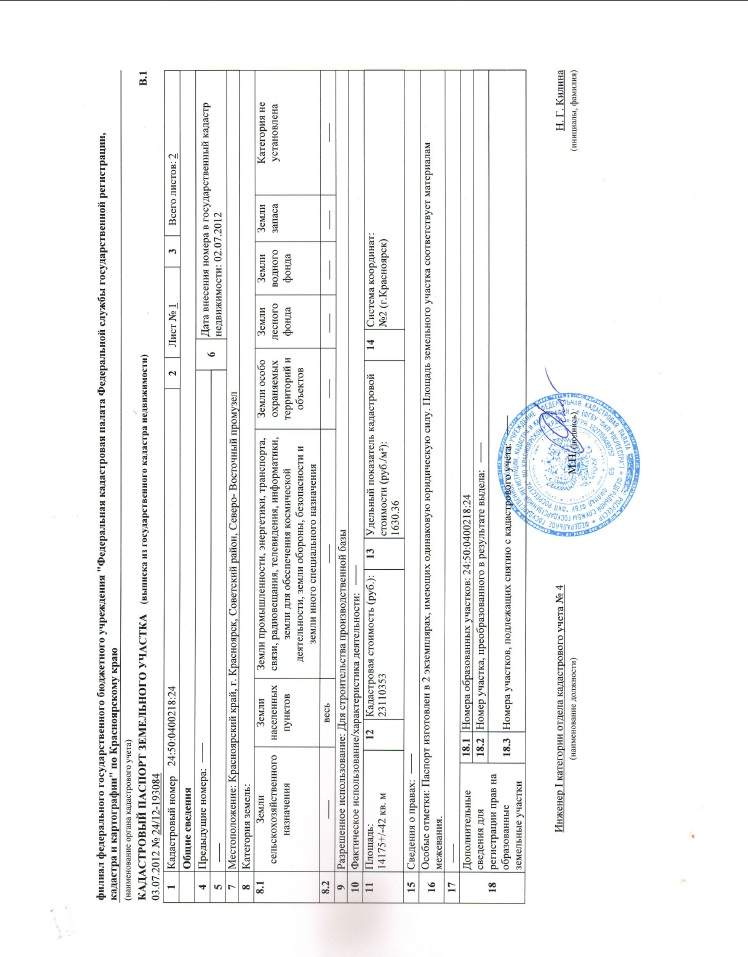 филиал федерального государственного бюджетного учреждения "Федеральная кадастровая палата Федеральной службы государственной регистрации,
кадастра и картографии" по Красноярскому краю
(наименование органа кадастрового учета)
КАДАСТРОВЫЙ ПАСПОРТ ЗЕМЕЛЬНОГО УЧАСТКА (выписка из государственного кадастра недвижимости) В.1
03.07.2012 № 24/12-193084
1 Кадастровый номер 24:50:0400218:24 2 Лист № 1 3 Всего листов: 2
Общие сведения
4 Предыдущие номера: ——
5 ——
6 Дата внесения номера в государственный кадастр
недвижимости: 02.07.2012
7 Местоположение: Красноярский край, г. Красноярск, Советский район, Северо- Восточный промузел
8 Категория земель:
8.1
Земли
сельскохозяйственного
назначения
Земли
населенных
пунктов
Земли промышленности, энергетики, транспорта,
связи, радиовещания, телевидения, информатики,
земли для обеспечения космической
деятельности, земли обороны, безопасности и
земли иного специального назначения
Земли особо
охраняемых
территорий и
объектов
Земли
лесного
фонда
Земли
водного
фонда
Земли
запаса
Категория не
установлена
8.2 —— весь —— —— —— —— —— ——
9 Разрешенное использование: Для строительства производственной базы
10 Фактическое использование/характеристика деятельности: ——
11 Площадь:
14175+/-42 кв. м
12 Кадастровая стоимость (руб.):
23110353
13 Удельный показатель кадастровой
стоимости (руб./м²):
1630.36
14 Система координат:
№2 (г.Красноярск)
15 Сведения о правах: ——
16 Особые отметки: Паспорт изготовлен в 2 экземплярах, имеющих одинаковую юридическую силу. Площадь земельного участка соответствует материалам
межевания.
17 ——
18
Дополнительные
сведения для
регистрации прав на
образованные
земельные участки
18.1 Номера образованных участков: 24:50:0400218:24
18.2 Номер участка, преобразованного в результате выдела: ——
18.3 Номера участков, подлежащих снятию с кадастрового учета: ——
Инженер I категории отдела кадастрового учета № 4
(наименование должности)
М.П. (подпись)
Н. Г. Килина
(инициалы, фамилия)